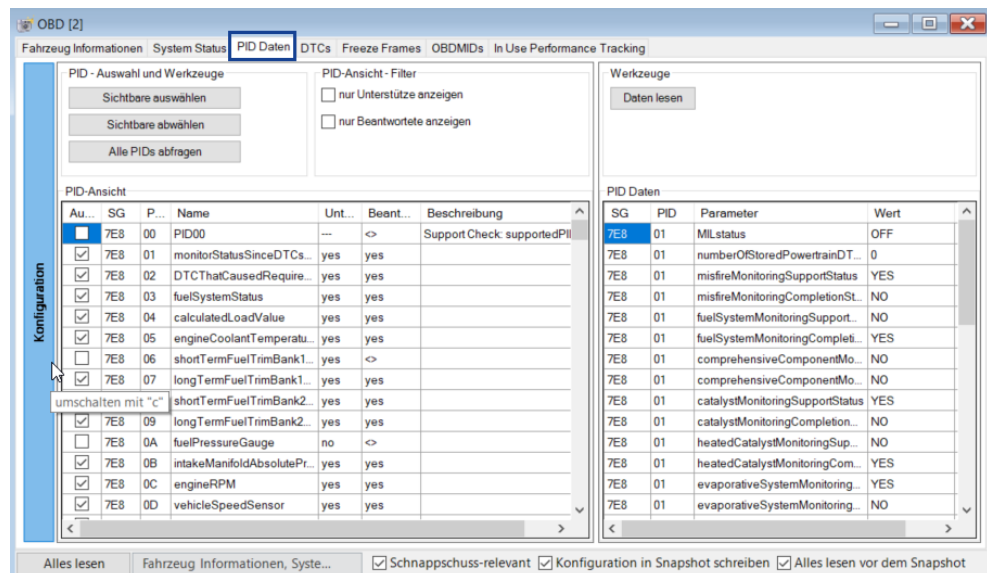 OBD [2]
Fahrzeug Informationen System Status PID Daten DTCs Freeze Frames OBDMIDs In Use Performance Tracking
PID - Auswahl und Werkzeuge
Sichtbare auswählen
Sichtbare abwählen
Alle PIDs abfragen
PID-Ansicht - Filter
nur Unterstütze anzeigen
nur Beantwortete anzeigen
Werkzeuge
Daten lesen
Konfiguration
PID-Ansicht
Au... SG P... Name Unt... Beant... Beschreibung
7E8 00 PID00 --- <> Support Check: supportedPI
7E8 01 monitorStatusSinceDTCs... yes yes
7E8 02 DTCThatCausedRequire... yes yes
7E8 03 fuelSystemStatus yes yes
7E8 04 calculatedLoadValue yes yes
7E8 05 engineCoolantTemperatu... yes yes
7E8 06 shortTermFuelTrimBank1... yes <>
7E8 07 longTermFuelTrimBank1... yes yes
umschalten mit "c" shortTermFuelTrimBank2... yes yes
7E8 09 longTermFuelTrimBank2... yes yes
7E8 0A fuelPressureGauge no <>
7E8 0B intakeManifoldAbsolutePr... yes yes
7E8 0C engineRPM yes yes
7E8 0D vehicleSpeedSensor yes yes
PID Daten
SG PID Parameter Wert
7E8 01 MILstatus OFF
7E8 01 numberOfStoredPowertrainDT... 0
7E8 01 misfireMonitoringSupportStatus YES
7E8 01 misfireMonitoringCompletionSt... NO
7E8 01 fuelSystemMonitoringSupport... NO
7E8 01 fuelSystemMonitoringCompleti... YES
7E8 01 comprehensiveComponentMo... NO
7E8 01 comprehensiveComponentMo... NO
7E8 01 catalystMonitoringSupportStatus YES
7E8 01 catalystMonitoringCompletion... NO
7E8 01 heatedCatalystMonitoringSup... NO
7E8 01 heatedCatalystMonitoringCom... YES
7E8 01 evaporativeSystemMonitoring... YES
7E8 01 evaporativeSystemMonitoring... NO
Alles lesen Fahrzeug Informationen, Syste... Schnappschuss-relevant Konfiguration in Snapshot schreiben Alles lesen vor dem Snapshot